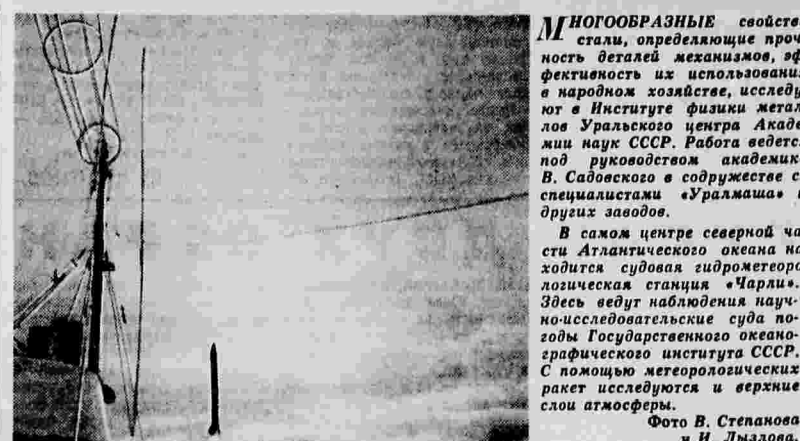 МНОГООБРАЗНЫЕ свойств
стали, определяющие проч
ность деталей механизмов, эф
фективность их использовани
в народном хозяйстве, исследу
ют в Институте физики метал
лов Уральского центра Акаде
мии наук СССР. Работа ведетс
под руководством академик
В. Садовского в содружестве с
специалистами «Уралмаша»
других заводов.
В самом центре северной ча
сти Атлантического океана на
ходится судовая гидрометеоро
логическая станция «Чарли».
Здесь ведут наблюдения науч-
но-исследовательские суда по-
годы Государственного океано-
графического института СССР.
С помощью метеорологических
ракет исследуются и верхние
слои атмосферы.
Фото В. Степанова
и И. Лызлова.